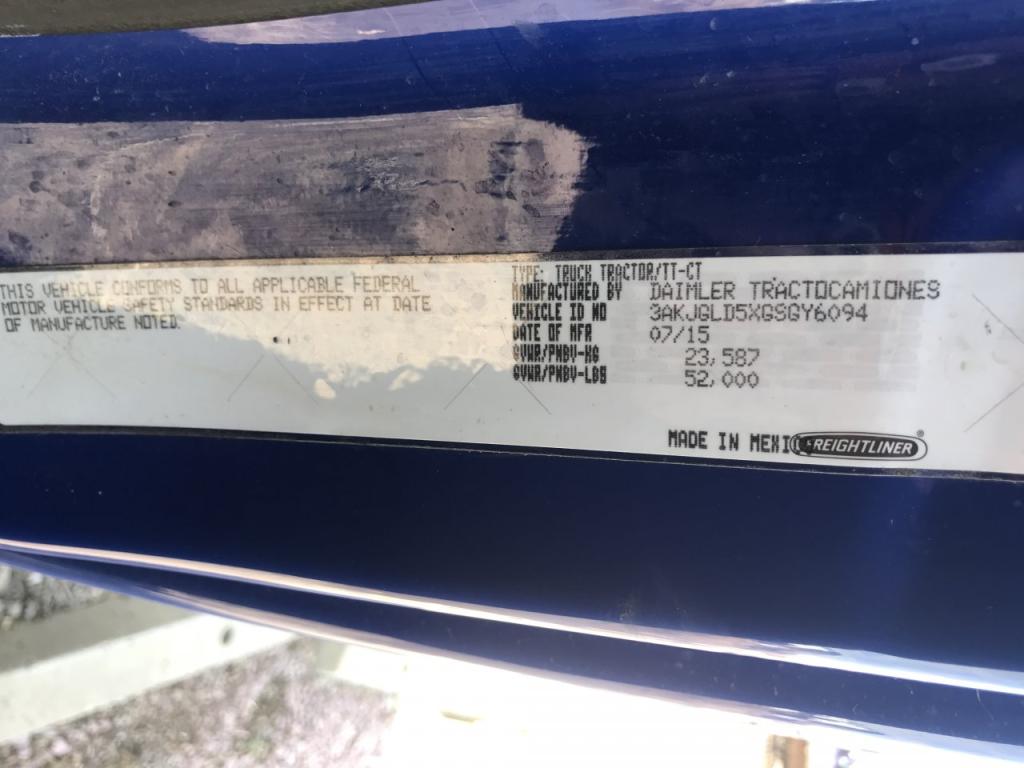 THIS VEHICLE CONFORMS TO ALL APPLICABLE FEDERAL
MOTOR VEHICLE SAFETY STANDARDS IN EFFECT AT DATE
OF MANUFACTURE NOTED.
TYPE: TRUCK TRACTOR/TT-CT
MANUFACTURED BY DAIMLER TRACTOCAMIONES
VEHICLE ID NO 3AKJGLD5XGSGY6094
DATE OF MFR 07/15
GVWR/PNBV-KG 23,587
GVWR/PNBV-LBS 52,000
MADE IN MEXICO
FREIGHTLINER®